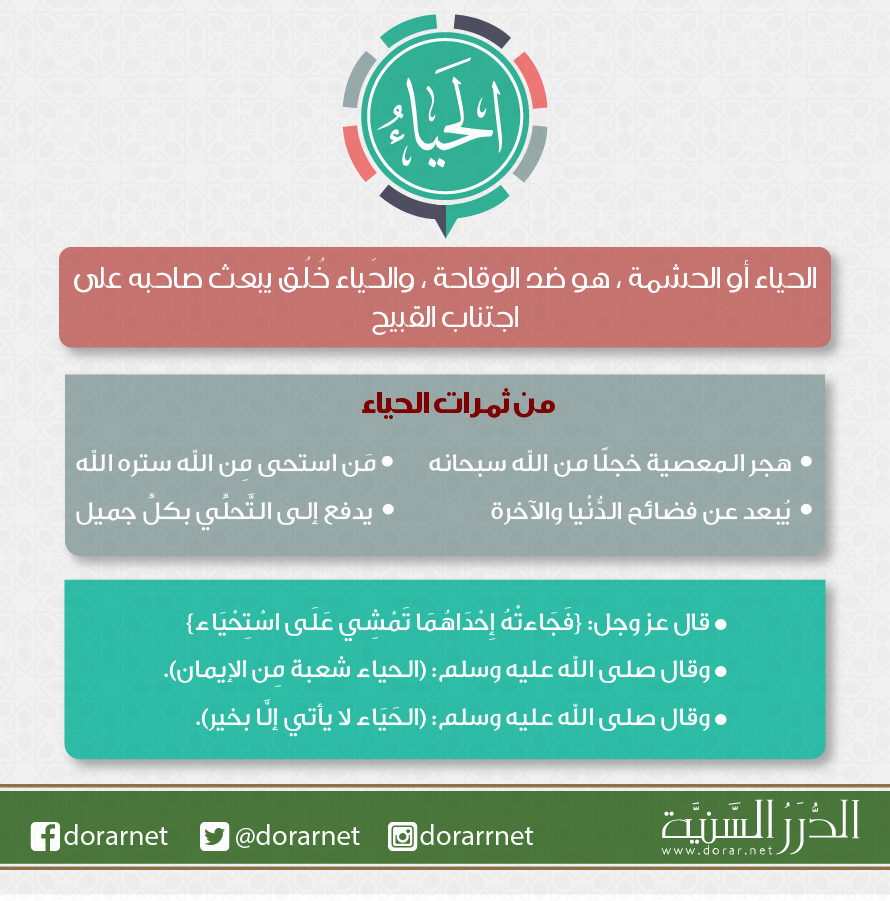 الحَياءُ
الحياء أو الحشمة ، هو ضد الوقاحة ، والحَياء خُلُق يبعث صاحبه على
اجتناب القبيح
من ثمرات الحياء
• هجر المعصية خجلًا من الله سبحانه
• مَن استحى مِن الله ستره الله
• يُبعد عن فضائح الدُّنْيا والآخرة
• يدفع إلى التَّحلِّي بكلِّ جميل
• قال عز وجل: {فَجَاءتْهُ إِحْدَاهُمَا تَمْشِي عَلَى اسْتِحْيَاء}
• وقال صلى الله عليه وسلم: (الحياء شعبة مِن الإيمان).
• وقال صلى الله عليه وسلم: (الحَيَاء لا يأتي إلَّا بخير).
dorarnet
@dorarnet
dorarrnet
الدُّرَرُ السَّنِيَّة
www.dorar.net